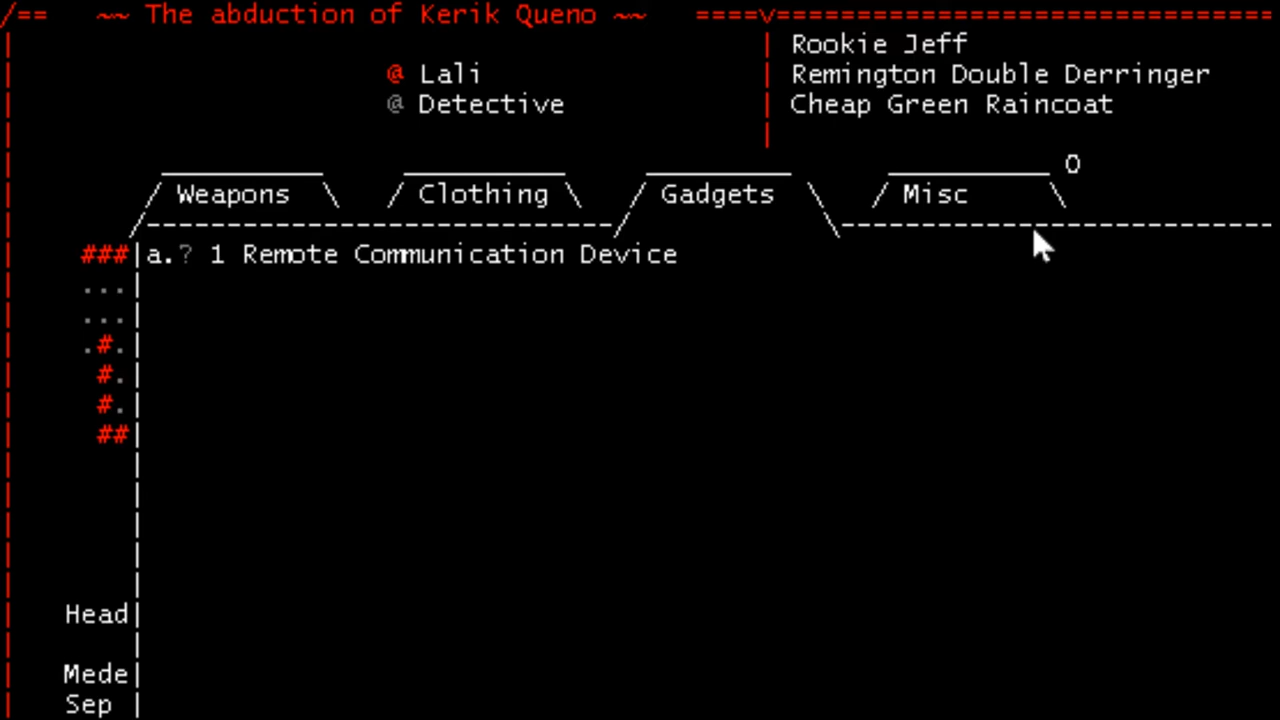 /== ~~ The abduction of Kerik Queno ~~ ====v==============================
Rookie Jeff
@ Lali Remington Double Derringer
@ Detective Cheap Green Raincoat
0
/ Weapons \ / Clothing \ / Gadgets \ / Misc \
###|a.? 1 Remote Communication Device
...|
...|
.#.|
#.|
#.|
##|
Head|
Mede|
Sep |